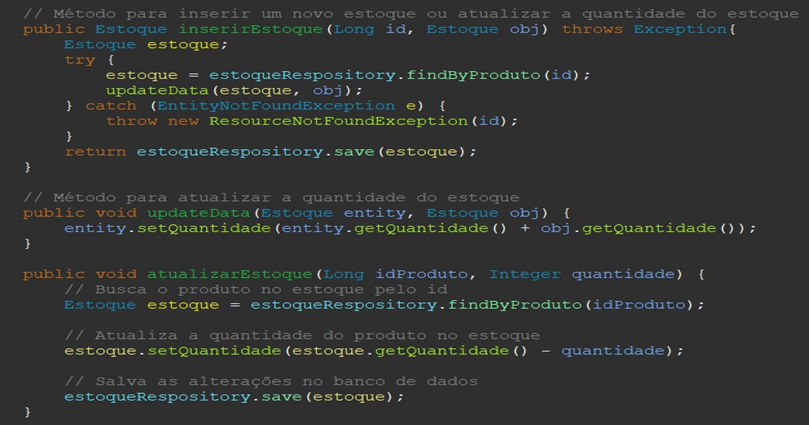 // Método para inserir um novo estoque ou atualizar a quantidade do estoque
public Estoque inserirEstoque(Long id, Estoque obj) throws Exception{
    Estoque estoque;
    try {
        estoque = estoqueRespository.findByProduto(id);
        updateData(estoque, obj);
    } catch (EntityNotFoundException e) {
        throw new ResourceNotFoundException(id);
    }
    return estoqueRespository.save(estoque);
}

// Método para atualizar a quantidade do estoque
public void updateData(Estoque entity, Estoque obj) {
    entity.setQuantidade(entity.getQuantidade() + obj.getQuantidade());
}

public void atualizarEstoque(Long idProduto, Integer quantidade) {
    // Busca o produto no estoque pelo id
    Estoque estoque = estoqueRespository.findByProduto(idProduto);

    // Atualiza a quantidade do produto no estoque
    estoque.setQuantidade(estoque.getQuantidade() - quantidade);

    // Salva as alterações no banco de dados
    estoqueRespository.save(estoque);
}